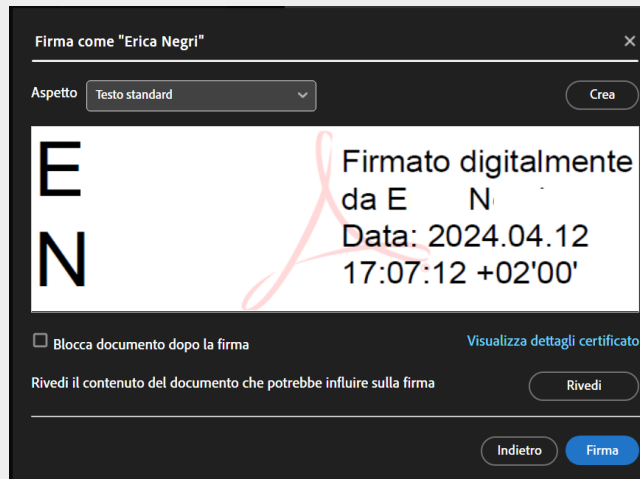 Firma come "Erica Negri"
Aspetto Testo standard
Crea
E
N
Firmato digitalmente
da E N
Data: 2024.04.12
17:07:12 +02'00'
Blocca documento dopo la firma
Visualizza dettagli certificato
Rivedi il contenuto del documento che potrebbe influire sulla firma
Rivedi
Indietro
Firma